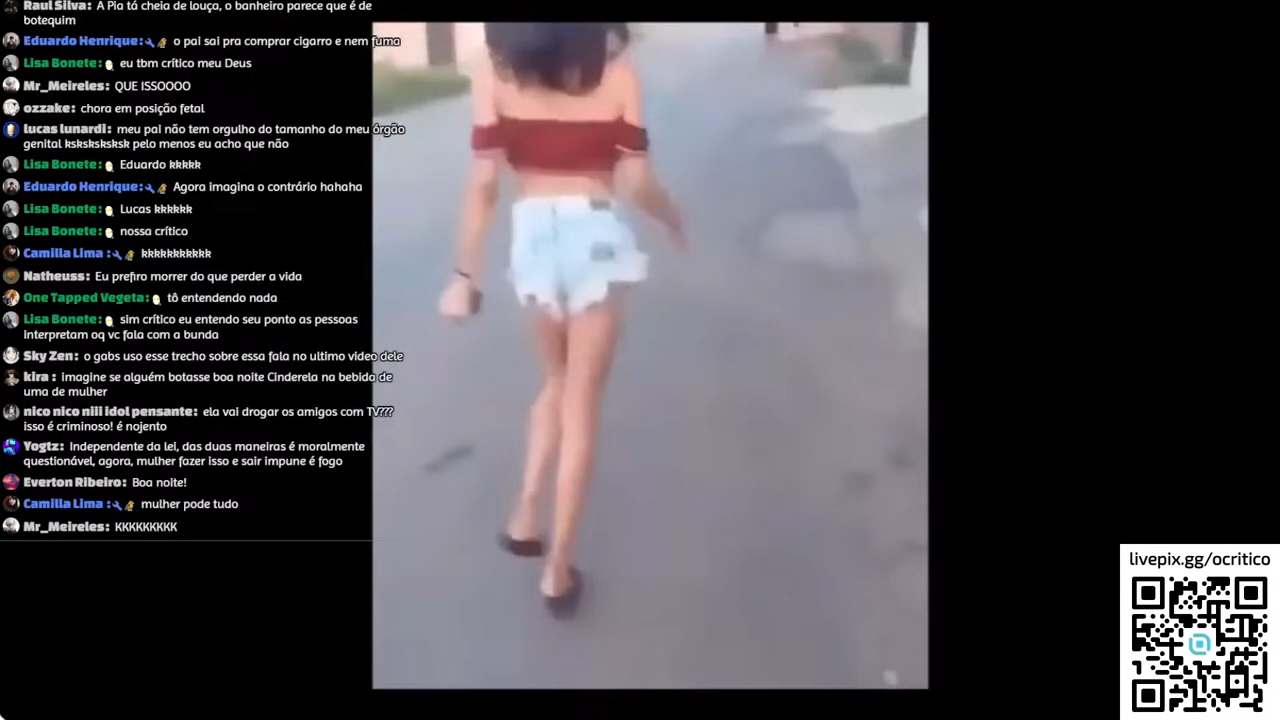 Raul Silva: A Pia tá cheia de louça, o banheiro parece que é de
botequim
Eduardo Henrique: o pai sai pra comprar cigarro e nem fuma
Lisa Bonete: eu tbm crítico meu Deus
Mr_Meireles: QUE ISSOOOO
ozzake: chora em posição fetal
lucas lunardi: meu pai não tem orgulho do tamanho do meu órgão
genital ksksksksksk pelo menos eu acho que não
Lisa Bonete: Eduardo kkkkk
Eduardo Henrique: Agora imagina o contrário hahaha
Lisa Bonete: Lucas kkkkkk
Lisa Bonete: nossa crítico
Camilla Lima : kkkkkkkkkkk
Natheuss: Eu prefiro morrer do que perder a vida
One Tapped Vegeta: tô entendendo nada
Lisa Bonete: sim crítico eu entendo seu ponto as pessoas
interpretam oq vc fala com a bunda
Sky Zen: o gabs uso esse trecho sobre essa fala no ultimo video dele
kira : imagine se alguém botasse boa noite Cinderela na bebida de
uma de mulher
nico nico niii idol pensante: ela vai drogar os amigos com TV???
isso é criminoso! é nojento
Yogtz: Independente da lei, das duas maneiras é moralmente
questionável, agora, mulher fazer isso e sair impune é fogo
Everton Ribeiro: Boa noite!
Camilla Lima : mulher pode tudo
Mr_Meireles: KKKKKKKKK
livepix.gg/ocritico